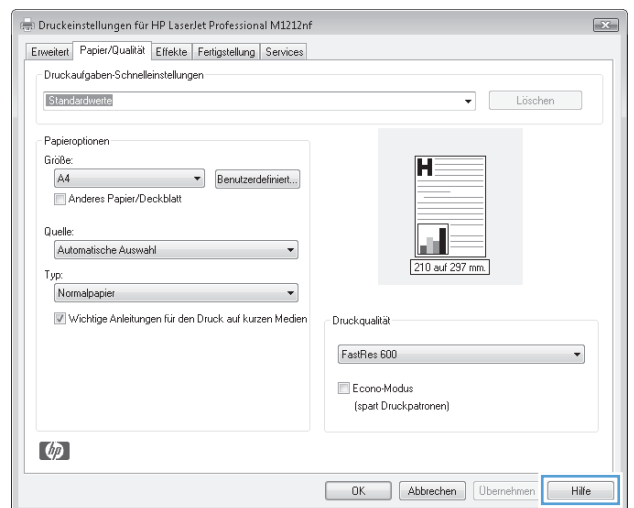 Druckeinstellungen für HP LaserJet Professional M1212nf
Erweitert Papier/Qualität Effekte Fertigstellung Services
Druckaufgaben-Schnelleinstellungen
Standardwerte Löschen
Papieroptionen
Größe:
A4 Benutzerdefiniert...
Anderes Papier/Deckblatt
Quelle:
Automatische Auswahl
Typ:
Normalpapier
Wichtige Anleitungen für den Druck auf kurzen Medien
H
210 auf 297 mm.
Druckqualität
FastRes 600
Econo-Modus
(spart Druckpatronen)
hp
OK Abbrechen Übernehmen Hilfe